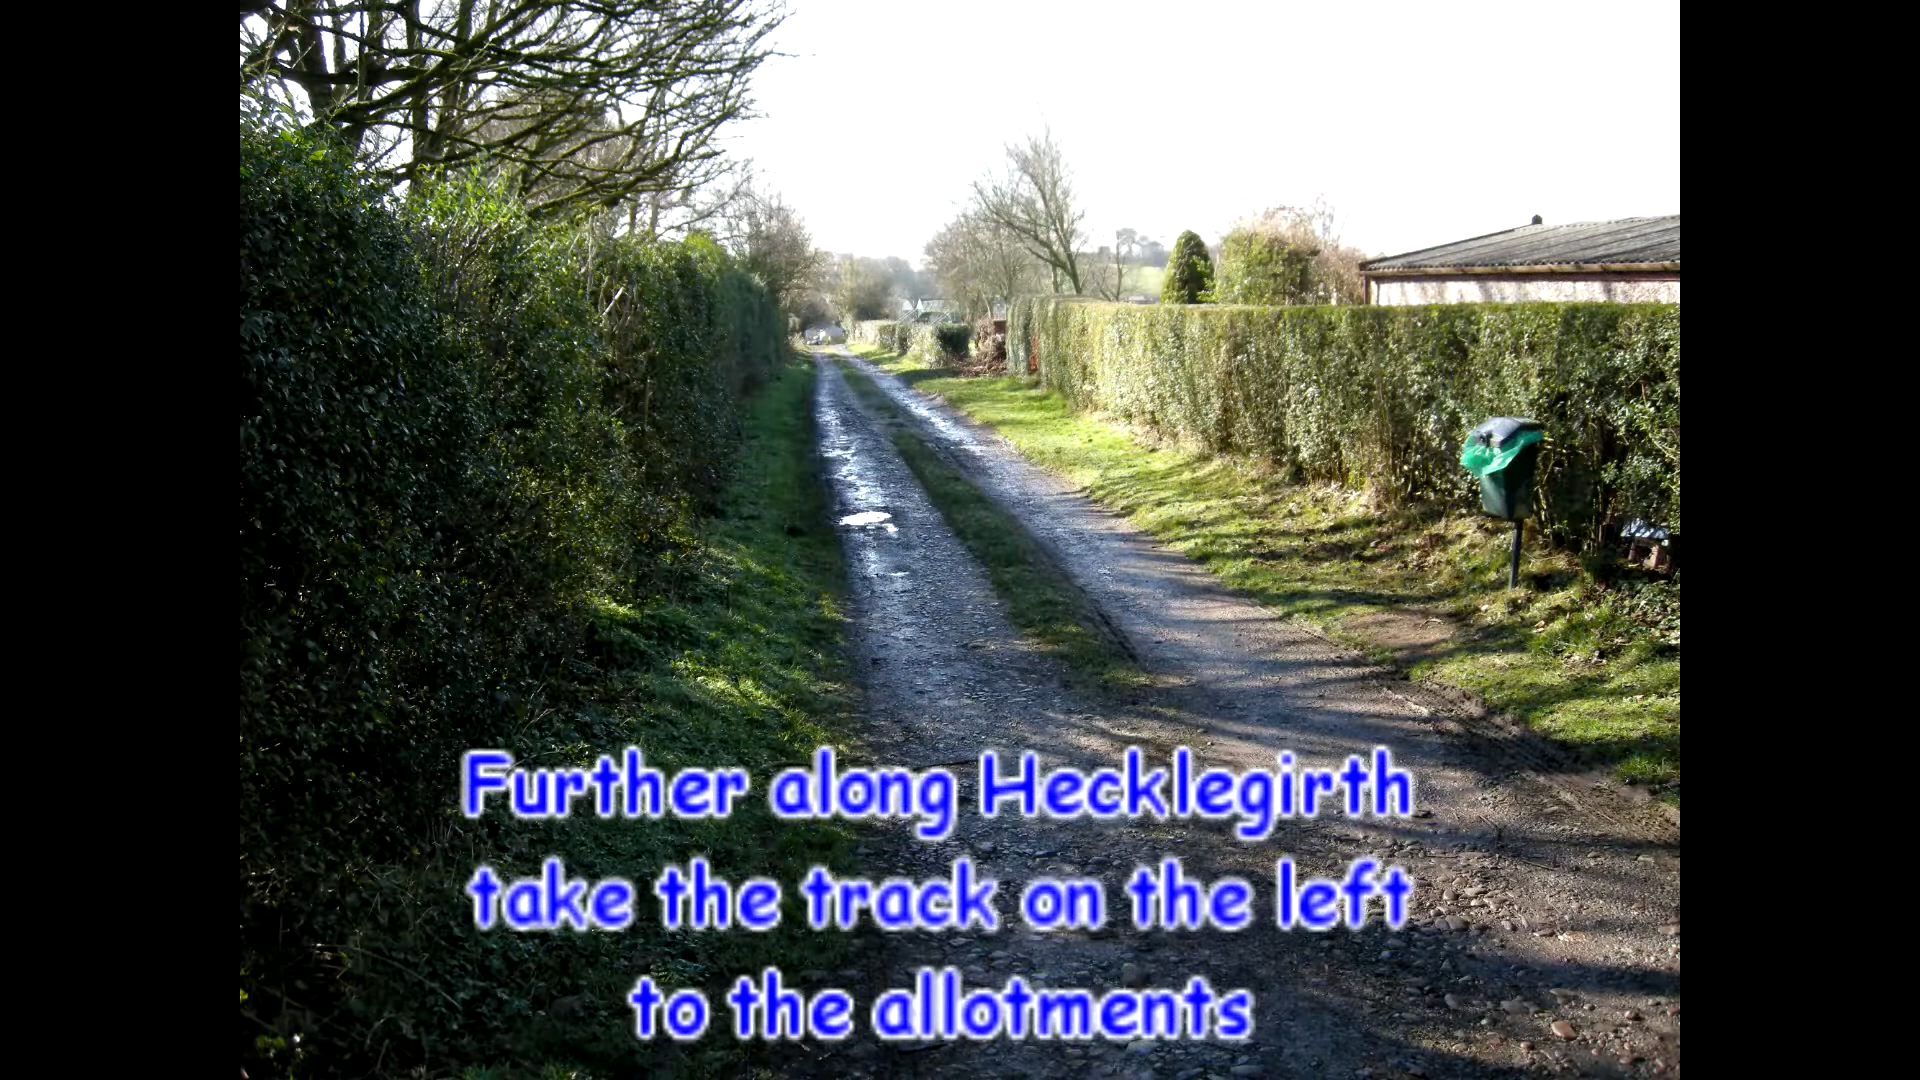 Further along Hecklegirth
take the track on the left
to the allotments